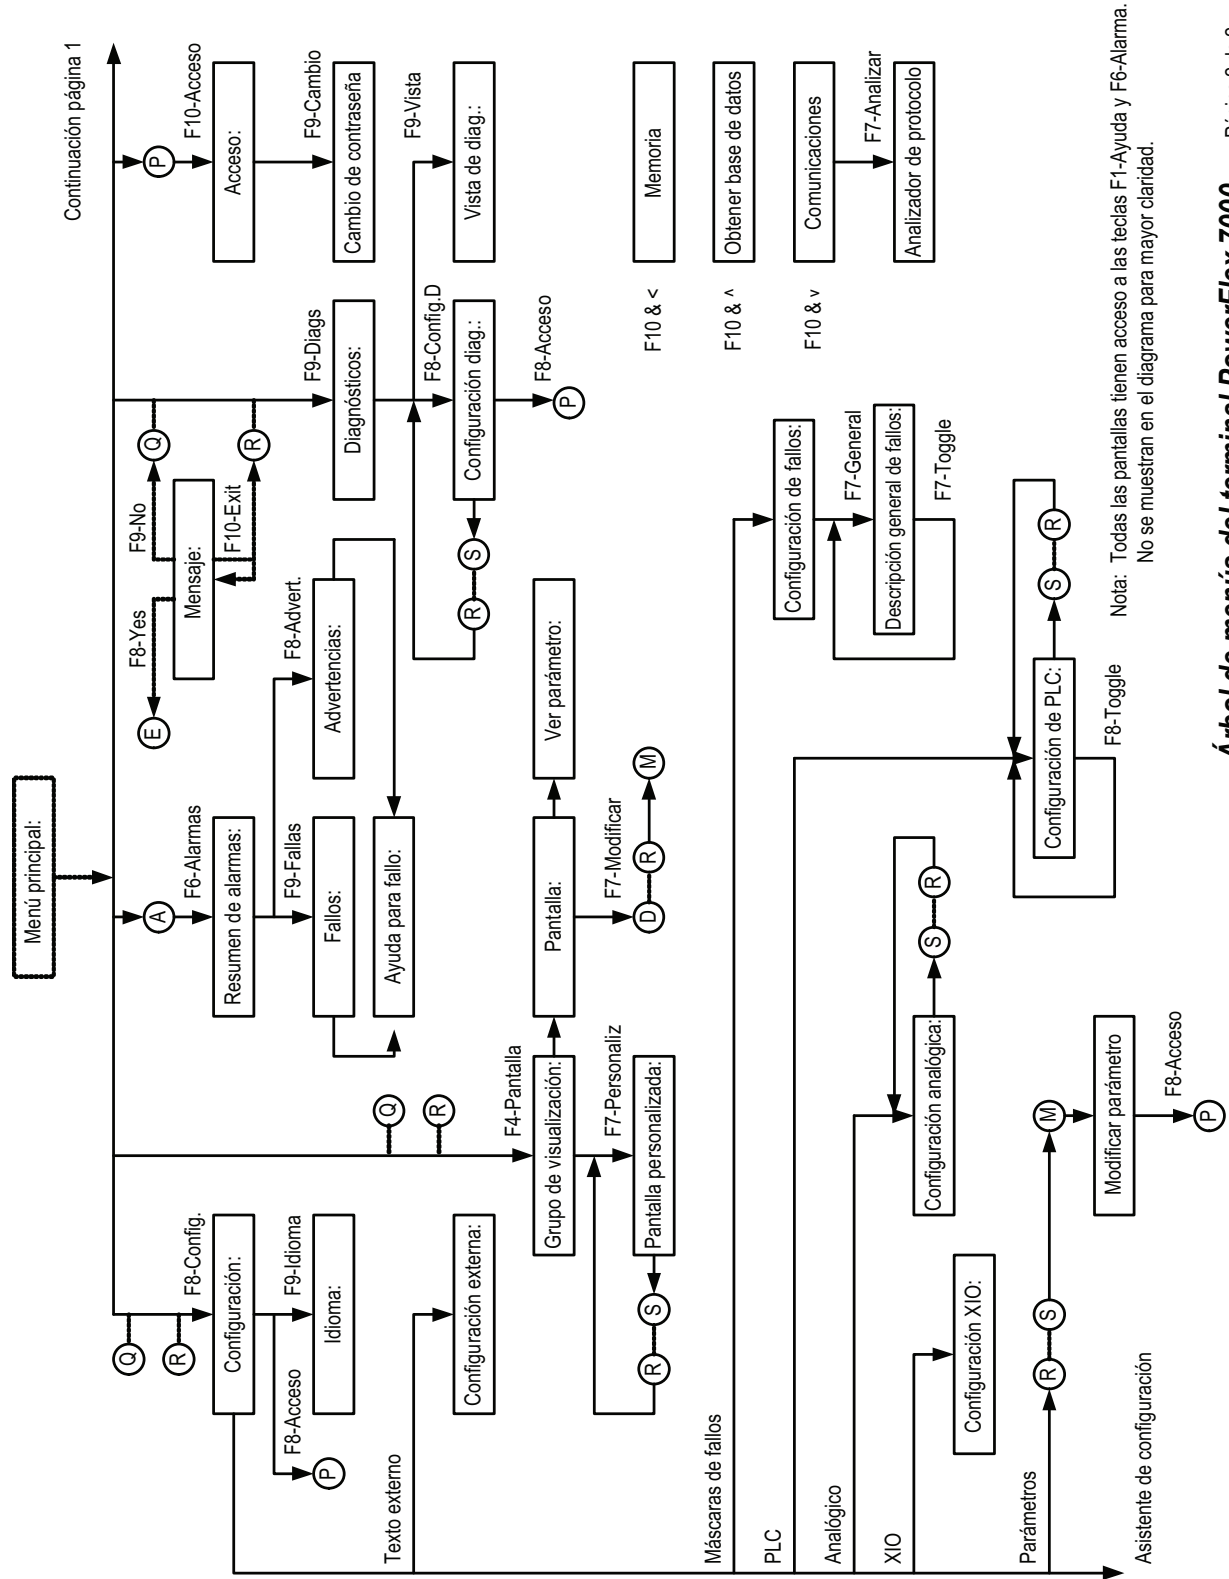 Menú principal:
Continuación página 1
Q
R
F8-Config.
Configuración:
F8-Acceso
P
F9-Idioma
Idioma:
Texto externo
Configuración externa:
Q
R
F4-Pantalla
Grupo de visualización:
F7-Personaliz
Pantalla personalizada:
R
S
Pantalla:
Ver parámetro:
F7-Modificar
D
R
M
A
F6-Alarmas
Resumen de alarmas:
F9-Fallas
Fallos:
F8-Advert.
Advertencias:
Ayuda para fallo:
E
F8-Yes
Mensaje:
F9-No
F10-Exit
Q
R
F9-Diags
Diagnósticos:
F8-Config.D
Configuración diag.:
R
S
F8-Acceso
P
F9-Vista
Vista de diag.:
P
F10-Acceso
Acceso:
F9-Cambio
Cambio de contraseña
F10 & <
Memoria
F10 & ^
Obtener base de datos
F10 & v
Comunicaciones
F7-Analizar
Analizador de protocolo
Máscaras de fallos
Configuración de fallos:
F7-General
Descripción general de fallos:
F7-Toggle
PLC
Configuración de PLC:
S
R
F8-Toggle
Analógico
Configuración analógica:
S
R
XIO
Configuración XIO:
Parámetros
R
S
M
Modificar parámetro
F8-Acceso
P
Asistente de configuración
Nota: Todas las pantallas tienen acceso a las teclas F1-Ayuda y F6-Alarma.
No se muestran en el diagrama para mayor claridad.
Árbol de menús del terminal PowerFlex 7000